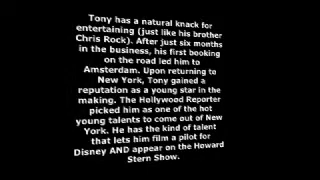 Tony has a natural knack for
entertaining (just like his brother
Chris Rock). After just six months
in the business, his first booking
on the road led him to
Amsterdam. Upon returning to
New York, Tony gained a
reputation as a young star in the
making. The Hollywood Reporter
picked him as one of the hot
young talents to come out of New
York. He has the kind of talent
that lets him film a pilot for
Disney AND appear on the Howard
Stern Show.